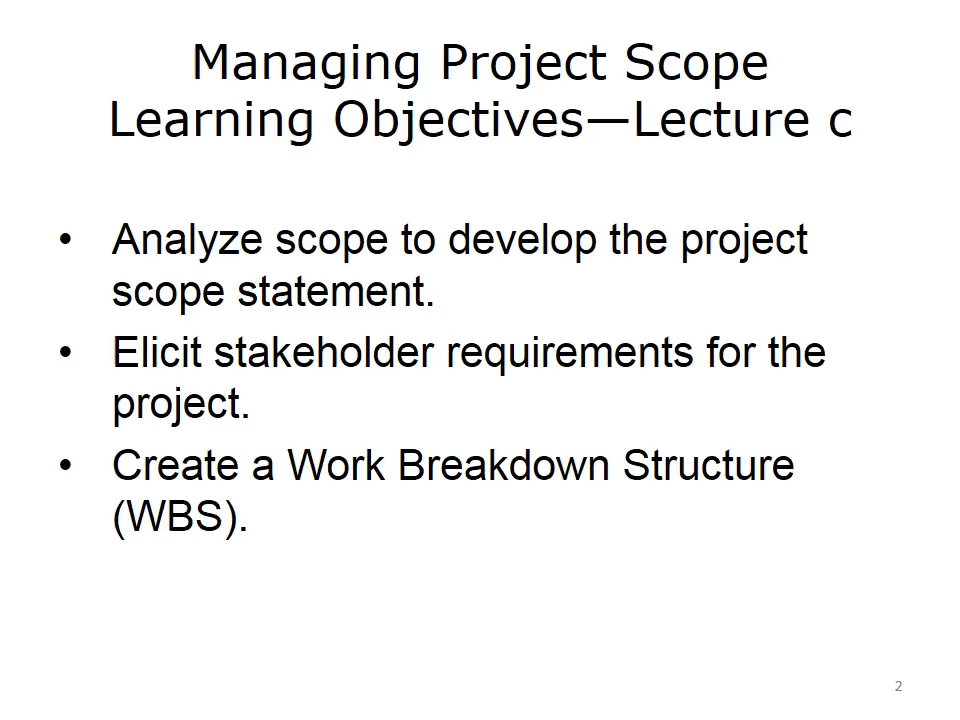 Managing Project Scope
Learning Objectives—Lecture c
• Analyze scope to develop the project
scope statement.
• Elicit stakeholder requirements for the
project.
• Create a Work Breakdown Structure
(WBS).
2